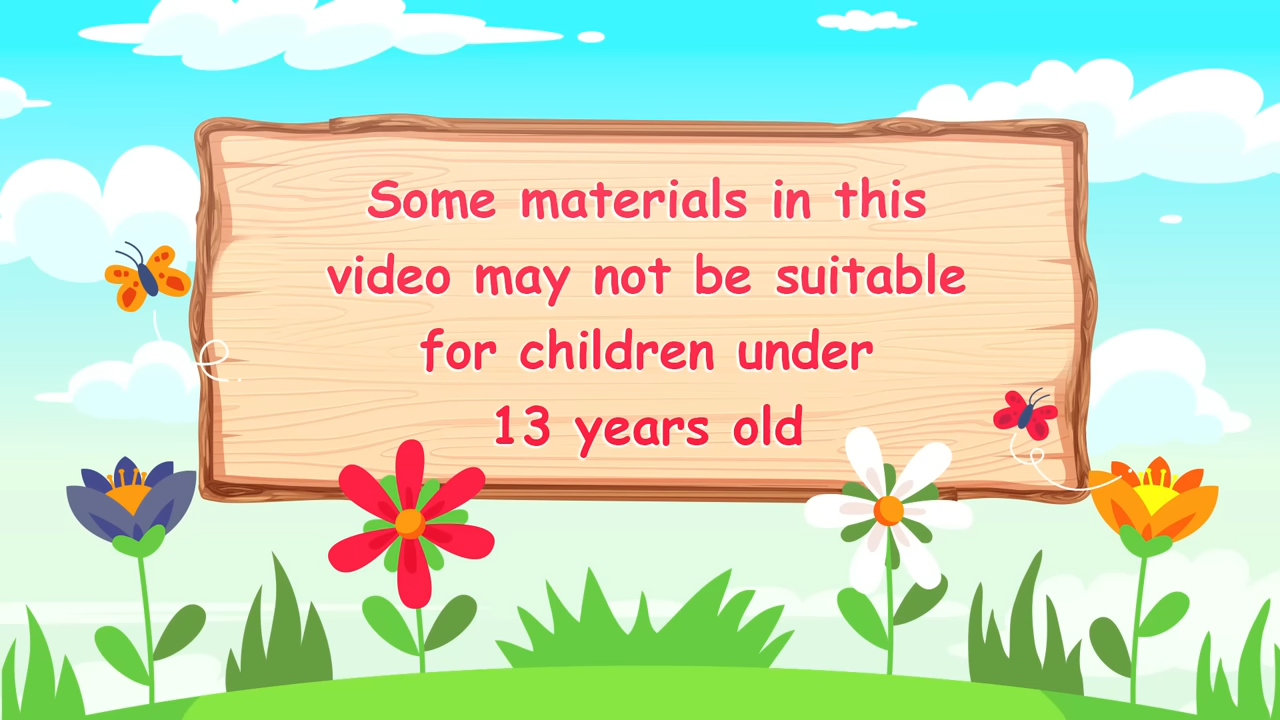 Some materials in this
video may not be suitable
for children under
13 years old